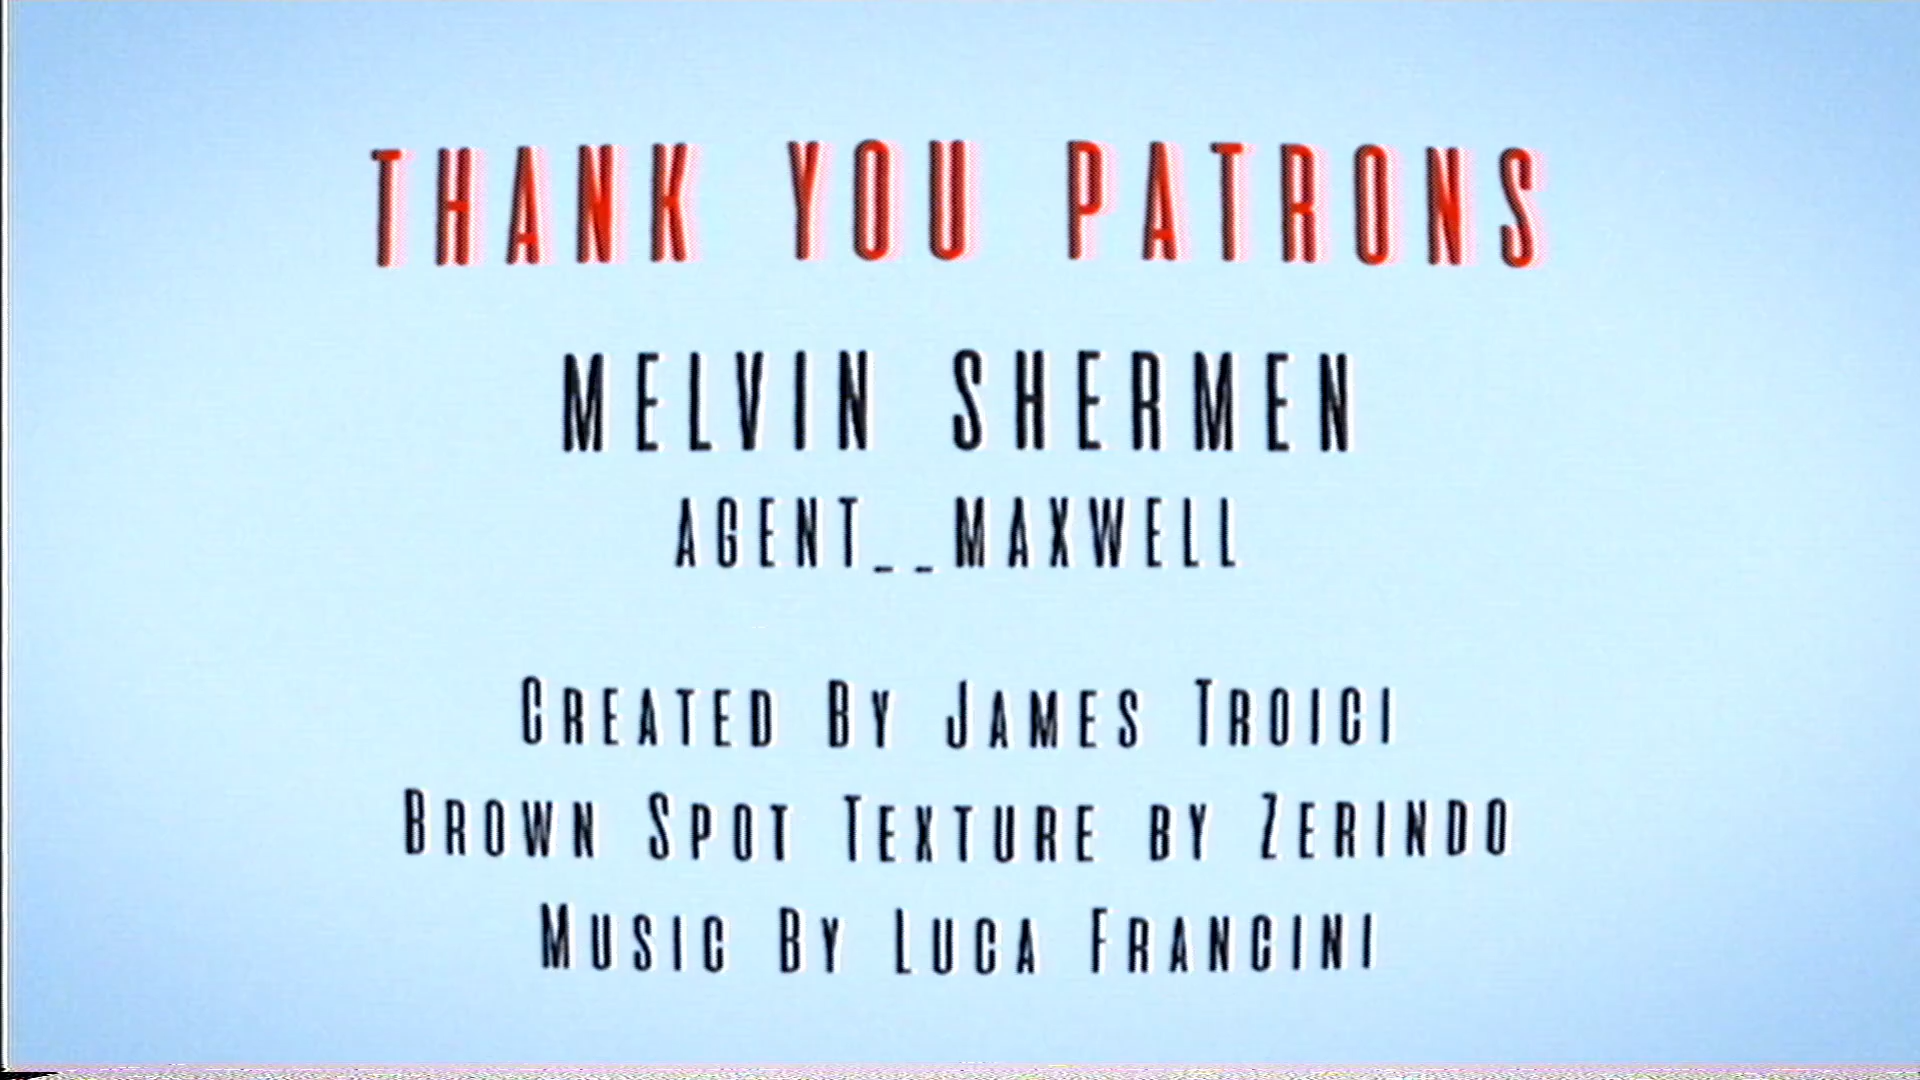 THANK YOU PATRONS
MELVIN SHERMEN
AGENT__MAXWELL
CREATED BY JAMES TROICI
BROWN SPOT TEXTURE BY ZERINDO
MUSIC BY LUCA FRANCINI